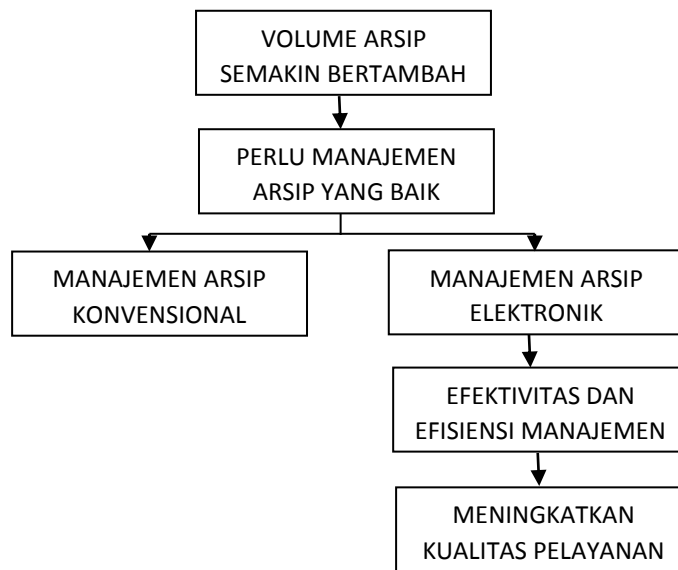 VOLUME ARSIP
SEMAKIN BERTAMBAH
PERLU MANAJEMEN
ARSIP YANG BAIK
MANAJEMEN ARSIP
KONVENSIONAL
MANAJEMEN ARSIP
ELEKTRONIK
EFEKTIVITAS DAN
EFISIENSI MANAJEMEN
MENINGKATKAN
KUALITAS PELAYANAN